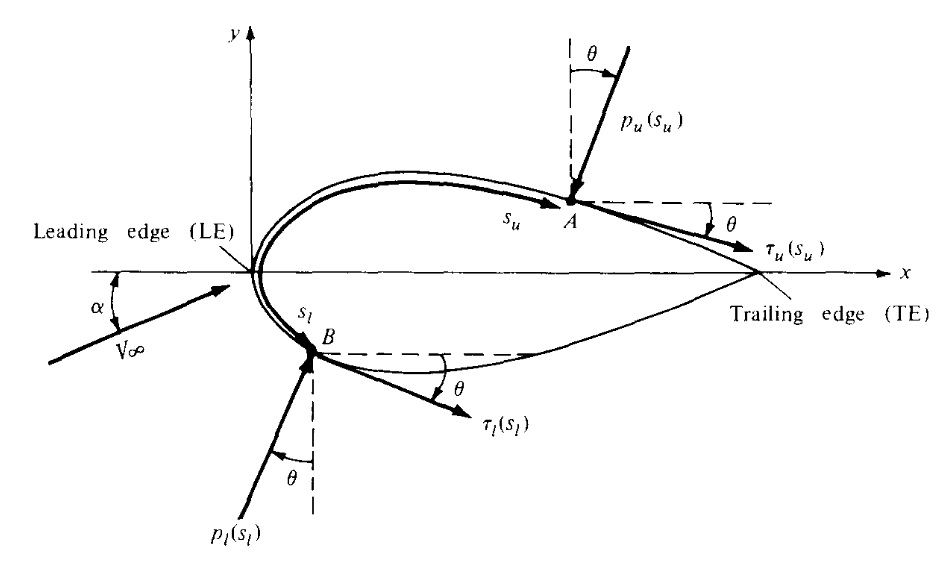 y
θ
p_u(s_u)
s_u
A
θ
τ_u(s_u)
Leading edge (LE)
x
α
V∞
Trailing edge (TE)
s_l
B
θ
τ_l(s_l)
θ
p_l(s_l)